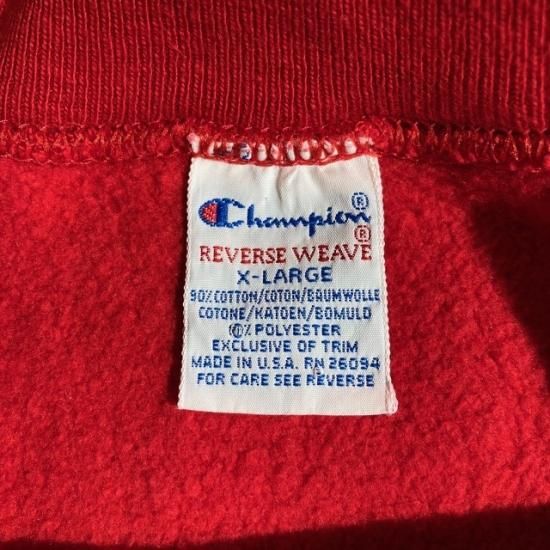 Champion®
REVERSE WEAVE®
X-LARGE
90% COTTON/COTON/BAUMWOLLE
COTONE/KATOEN/BOMULD
10% POLYESTER
EXCLUSIVE OF TRIM
MADE IN U.S.A. RN 26094
FOR CARE SEE REVERSE